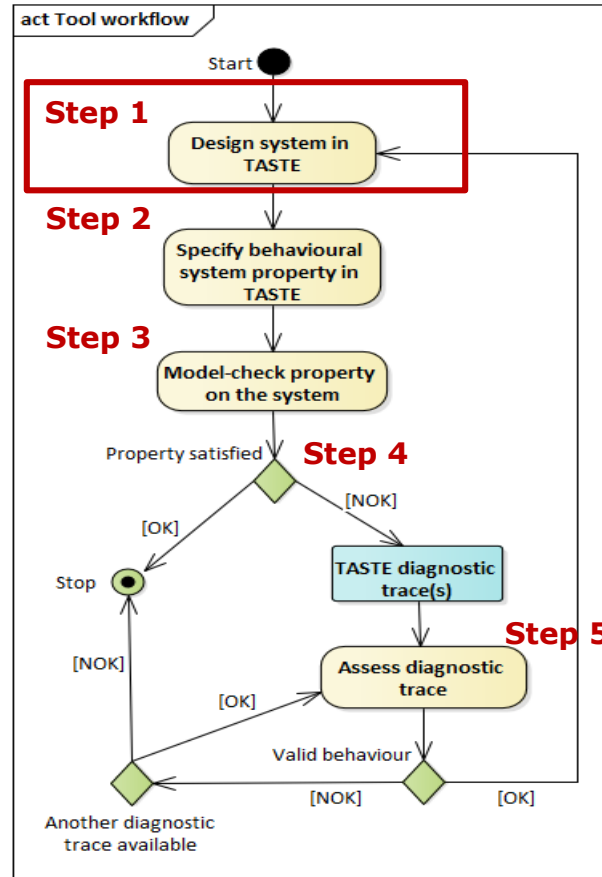 act Tool workflow
Start
Step 1
Design system in
TASTE
Step 2
Specify behavioural
system property in
TASTE
Step 3
Model-check property
on the system
Property satisfied
Step 4
[OK]
[NOK]
Stop
TASTE diagnostic
trace(s)
Step 5
[NOK]
Assess diagnostic
trace
[OK]
Valid behaviour
[NOK]
[OK]
Another diagnostic
trace available